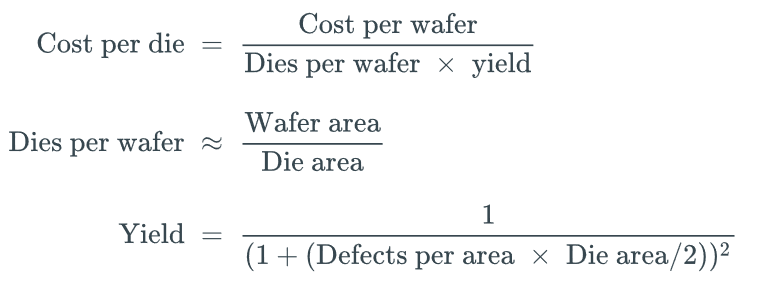 Cost per die = Cost per wafer / Dies per wafer × yield
Dies per wafer ≈ Wafer area / Die area
Yield = 1 / (1 + (Defects per area × Die area/2))²